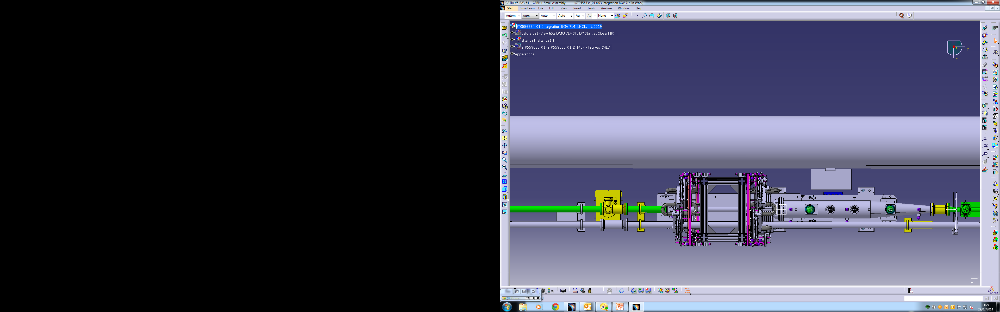 CATIA V5 R23 64 - CERN : Small Assembly - - - [ST0556334_01 a.03 Integration BGV 7L4 In Work]
Start SmarTeam File Edit View Insert Tools Analyze Window Help
Auto Auto Auto None
ST0556334_01 Integration BGV 7L4 LHCLJ_4U0019
before LS1 (View 632 DMU 7L4 STUDY Start at Closest IP)
after LS1 (after LS1.1)
ST0559020_01 (ST0559020_01.1) 1407 Fil survey C4L7
Applications
z
y
x
ABC
y
x
CATIA
(Bottom-u...
11:27
29/07/2014